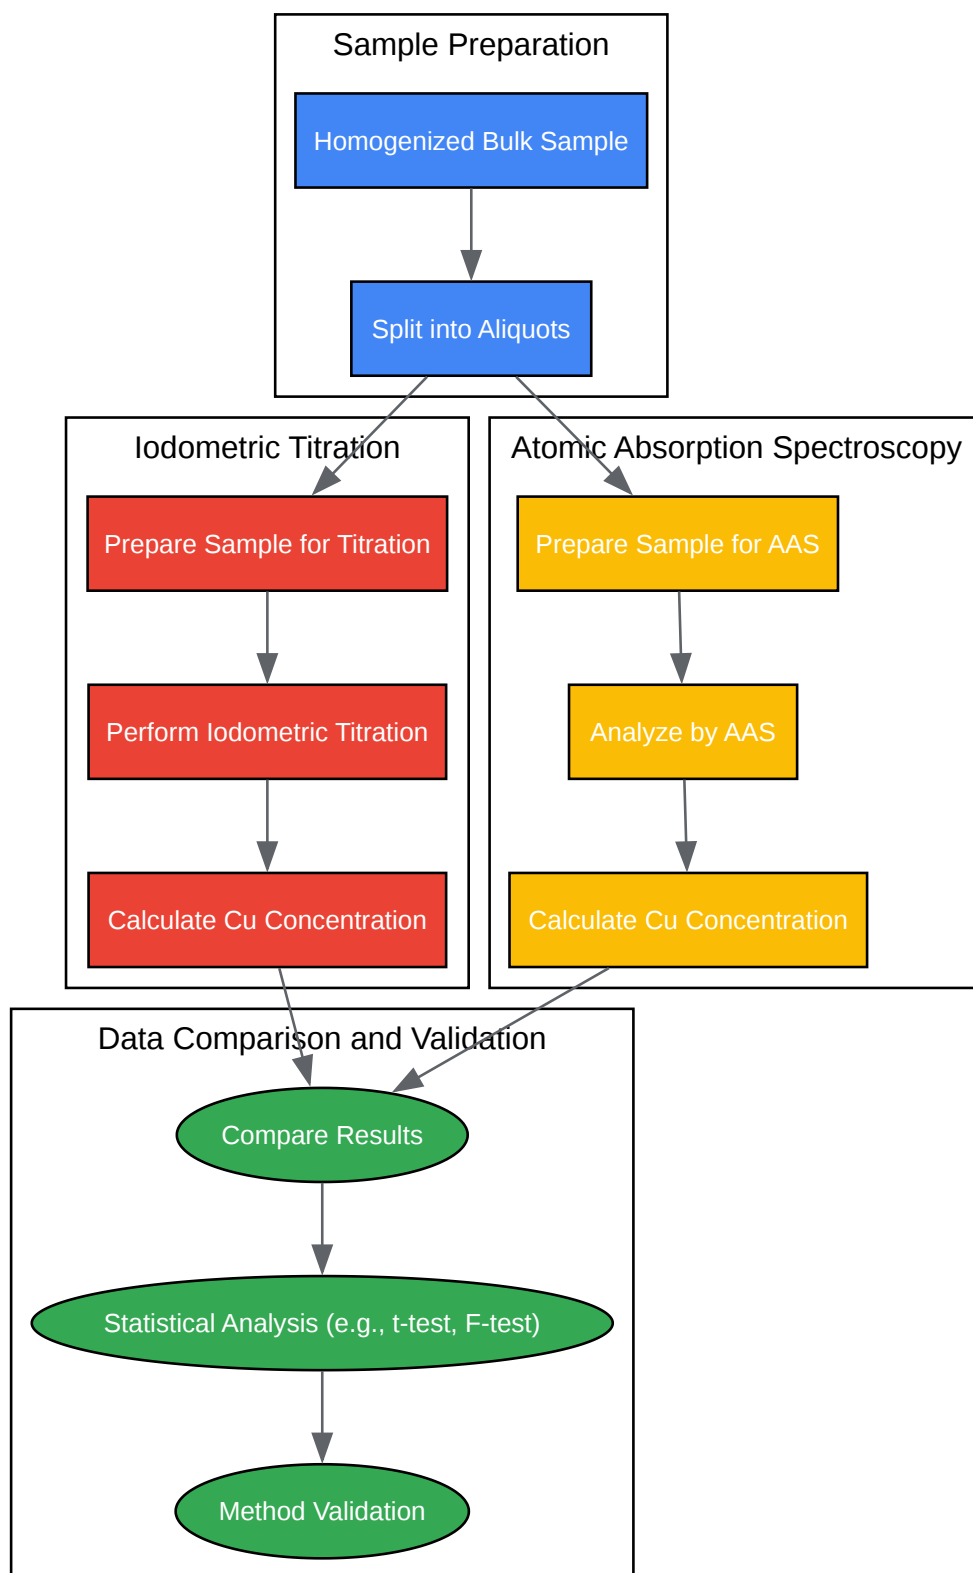 Sample Preparation
Homogenized Bulk Sample
Split into Aliquots
Iodometric Titration
Prepare Sample for Titration
Perform Iodometric Titration
Calculate Cu Concentration
Atomic Absorption Spectroscopy
Prepare Sample for AAS
Analyze by AAS
Calculate Cu Concentration
Data Comparison and Validation
Compare Results
Statistical Analysis (e.g., t-test, F-test)
Method Validation